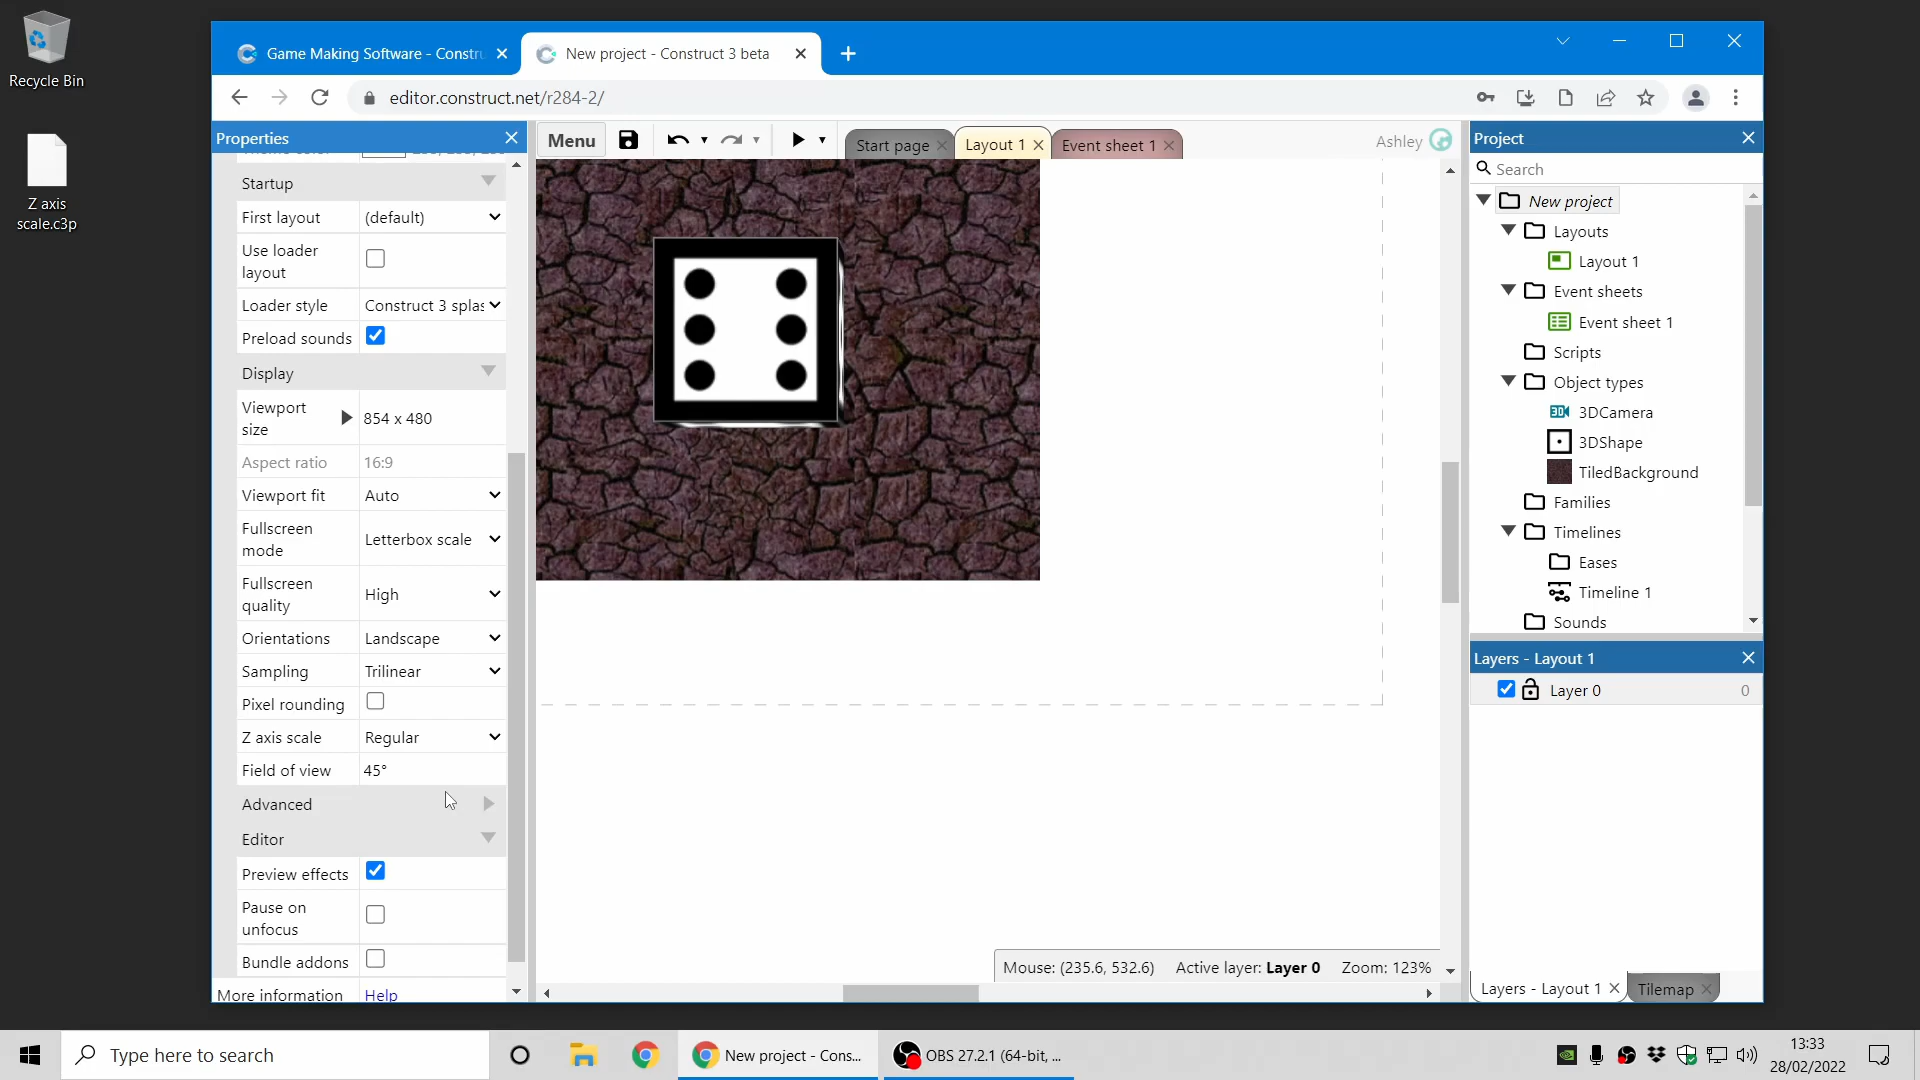 Recycle Bin
Z axis
scale.c3p
Game Making Software - Constru
New project - Construct 3 beta
editor.construct.net/r284-2/
Properties
Menu
Start page
Layout 1
Event sheet 1
Ashley
Project
Search
Startup
First layout (default)
Use loader
layout
Loader style Construct 3 splas
Preload sounds
Display
Viewport
size
854 x 480
Aspect ratio 16:9
Viewport fit Auto
Fullscreen
mode
Letterbox scale
Fullscreen
quality
High
Orientations Landscape
Sampling Trilinear
Pixel rounding
Z axis scale Regular
Field of view 45°
Advanced
Editor
Preview effects
Pause on
unfocus
Bundle addons
More information Help
Mouse: (235.6, 532.6) Active layer: Layer 0 Zoom: 123%
New project
Layouts
Layout 1
Event sheets
Event sheet 1
Scripts
Object types
3DCamera
3DShape
TiledBackground
Families
Timelines
Eases
Timeline 1
Sounds
Layers - Layout 1
Layer 0 0
Layers - Layout 1
Tilemap
Type here to search
New project - Cons...
OBS 27.2.1 (64-bit, ...
13:33
28/02/2022